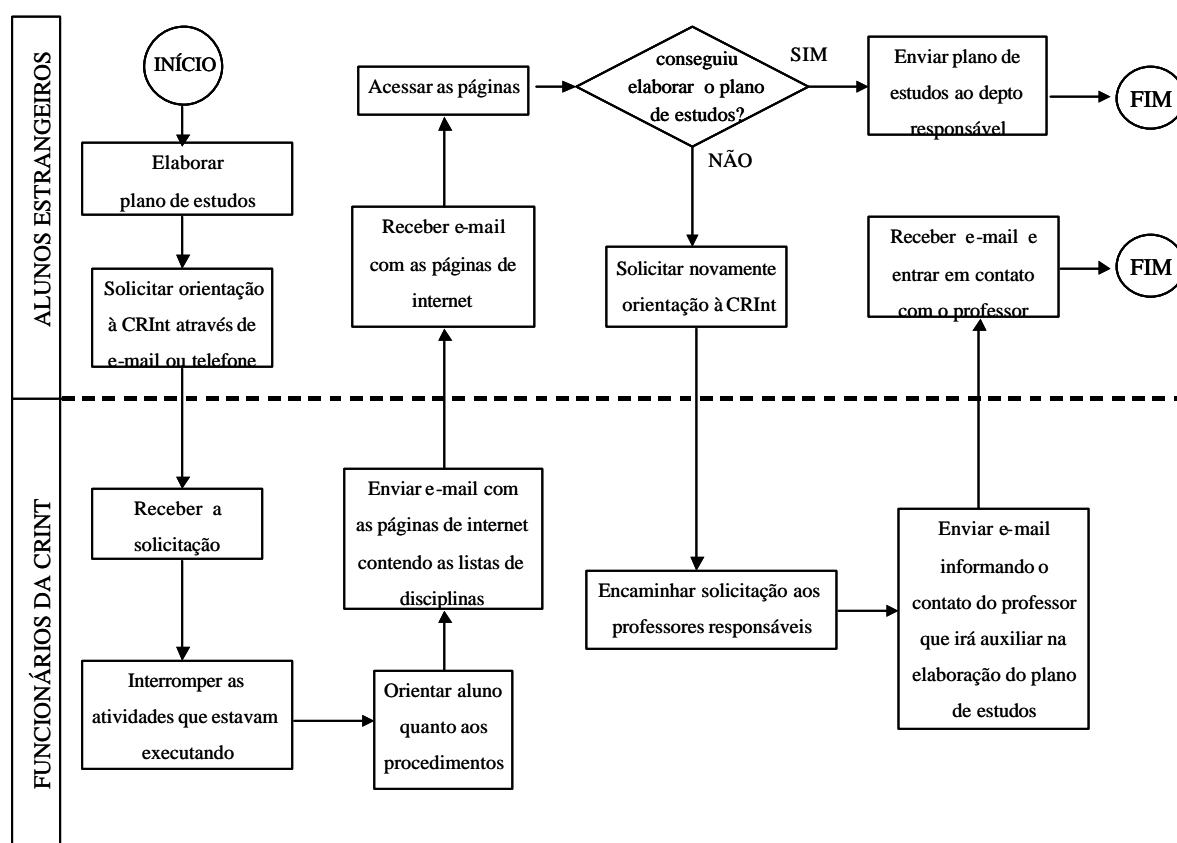 ALUNOS ESTRANGEIROS
INÍCIO
Elaborar
plano de estudos
Solicitar orientação
à CRInt através de
e-mail ou telefone
Acessar as páginas
Receber e-mail
com as páginas de
internet
conseguiu
elaborar o plano
de estudos?
SIM
NÃO
Enviar plano de
estudos ao depto
responsável
FIM
Solicitar novamente
orientação à CRInt
Receber e-mail e
entrar em contato
com o professor
FIM
FUNCIONÁRIOS DA CRINT
Receber a
solicitação
Interromper as
atividades que estavam
executando
Orientar aluno
quanto aos
procedimentos
Enviar e-mail com
as páginas de internet
contendo as listas de
disciplinas
Encaminhar solicitação aos
professores responsáveis
Enviar e-mail
informando o
contato do professor
que irá auxiliar na
elaboração do plano
de estudos